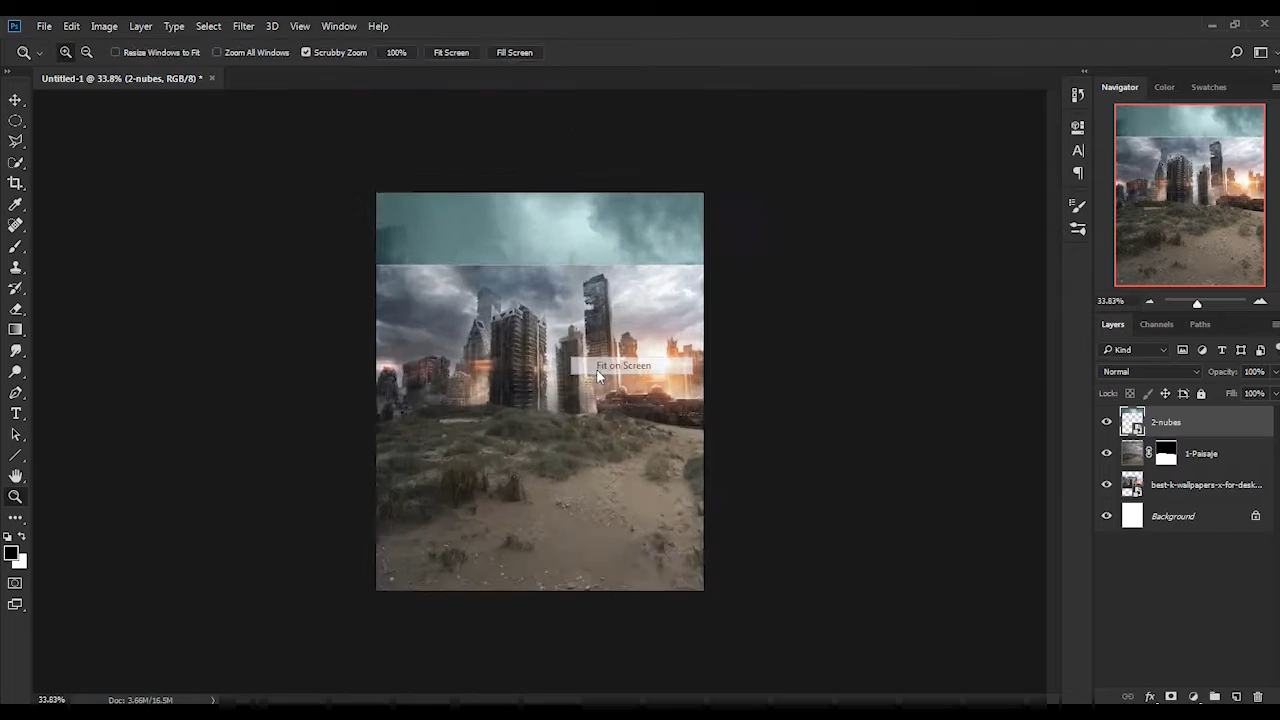 Ps File Edit Image Layer Type Select Filter 3D View Window Help
Resize Windows to Fit Zoom All Windows Scrubby Zoom 100% Fit Screen Fill Screen
Untitled-1 @ 33.8% (2-nubes, RGB/8) *
Navigator Color Swatches
33.83%
Layers Channels Paths
Kind
Normal Opacity: 100%
Lock: Fill: 100%
2-nubes
1-Paisaje
best-k-wallpapers-x-for-desk...
Background
Fit on Screen
33.83% Doc: 3.66M/16.5M